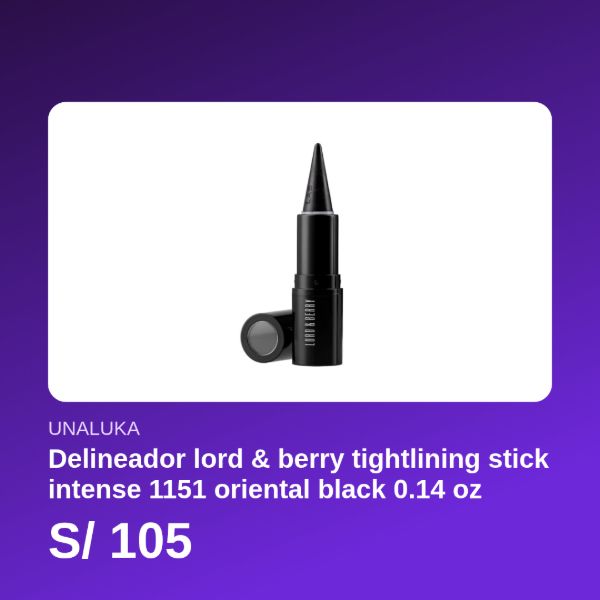 LORD & BERRY
UNALUKA
Delineador lord & berry tightlining stick
intense 1151 oriental black 0.14 oz
S/ 105